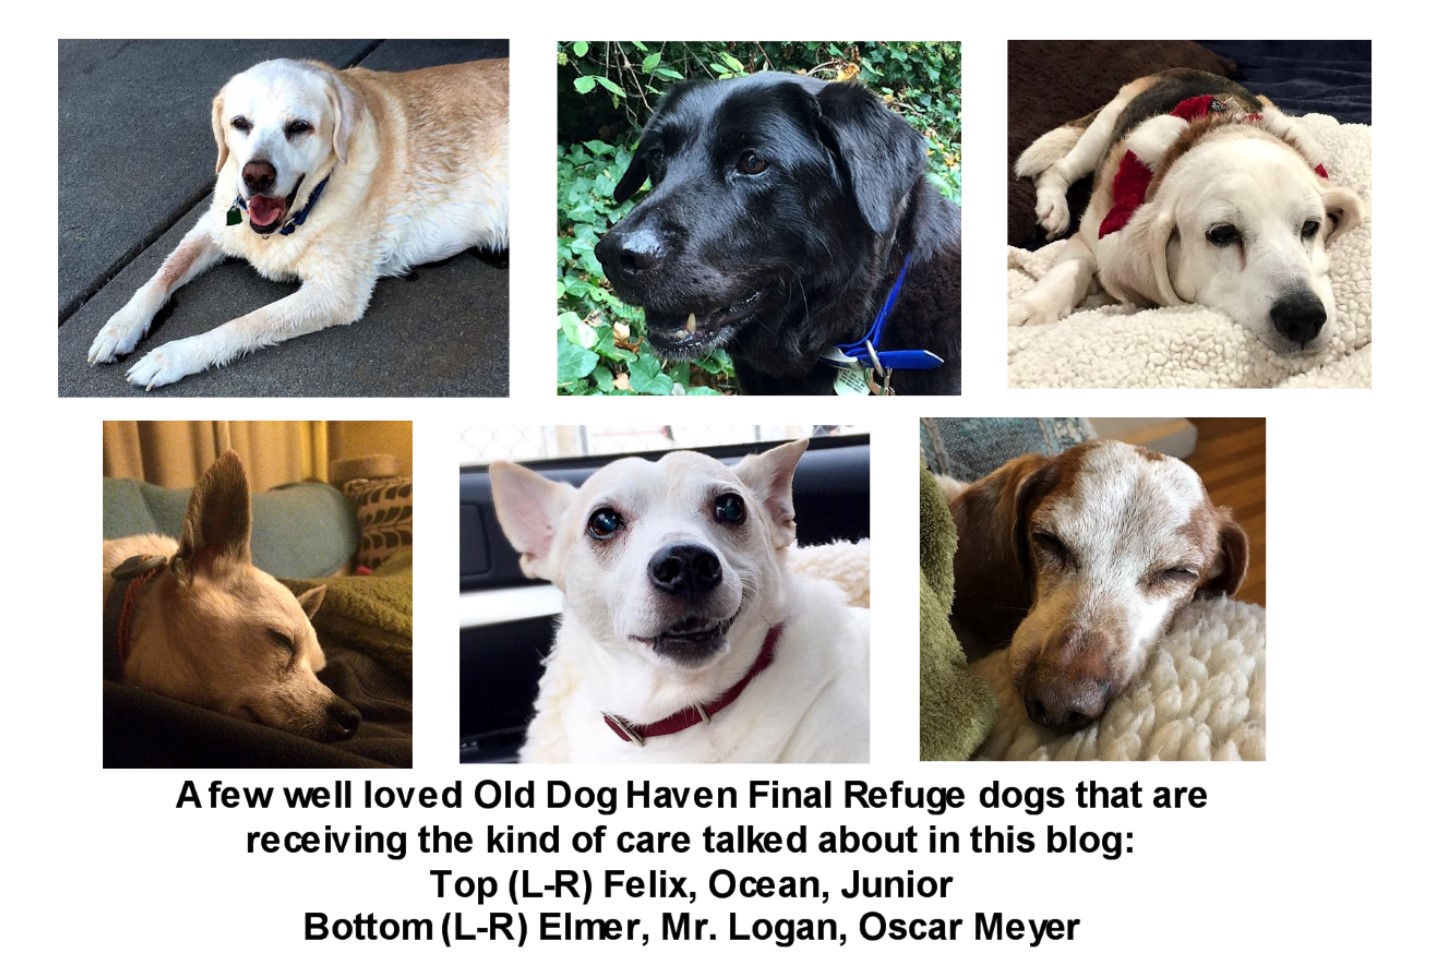 A few well loved Old Dog Haven Final Refuge dogs that are
receiving the kind of care talked about in this blog:
Top (L-R) Felix, Ocean, Junior
Bottom (L-R) Elmer, Mr. Logan, Oscar Meyer